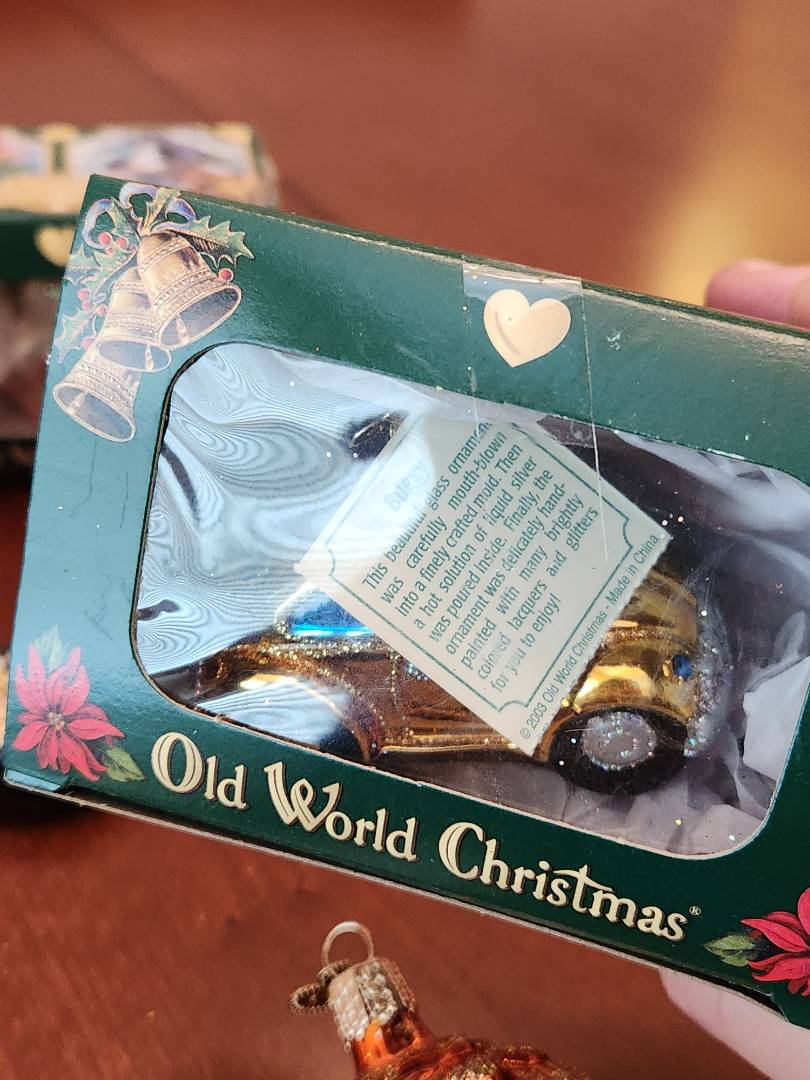 Buggy
This beautiful glass ornament
was carefully mouth-blown
into a finely crafted mold. Then
a hot solution of liquid silver
was poured inside. Finally, the
ornament was delicately hand-
painted with many brightly
colored lacquers and glitters
for you to enjoy!
© 2003 Old World Christmas - Made in China
Old World Christmas®